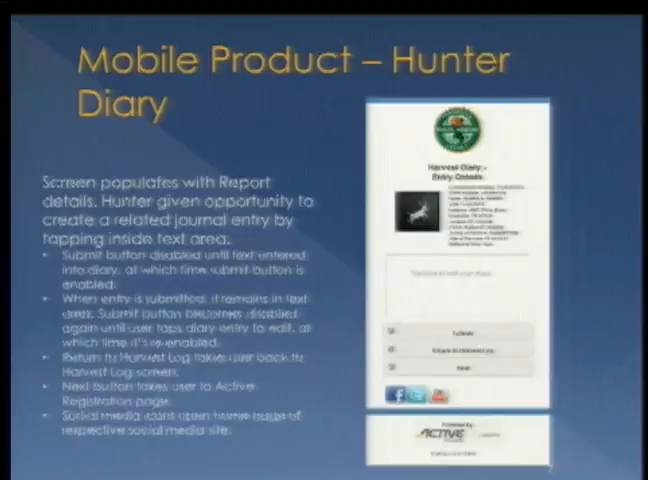 Mobile Product – Hunter
Diary
Screen populates with Report
details. Hunter given opportunity to
create a related journal entry by
tapping inside text area.
Submit button disabled until text entered
into diary, at which time submit button is
enabled.
When entry is submitted, it remains in text
area. Submit button becomes disabled
again until user taps diary entry to edit, at
which time it's re-enabled.
Return to Harvest Log takes user back to
Harvest Log screen.
Next button takes user to Active
Registration page.
Social media icons open home page of
respective social media site.
Harvest Diary -
Entry Details
Submit
Return to Harvest Log
Next
Powered By
ACTIVE